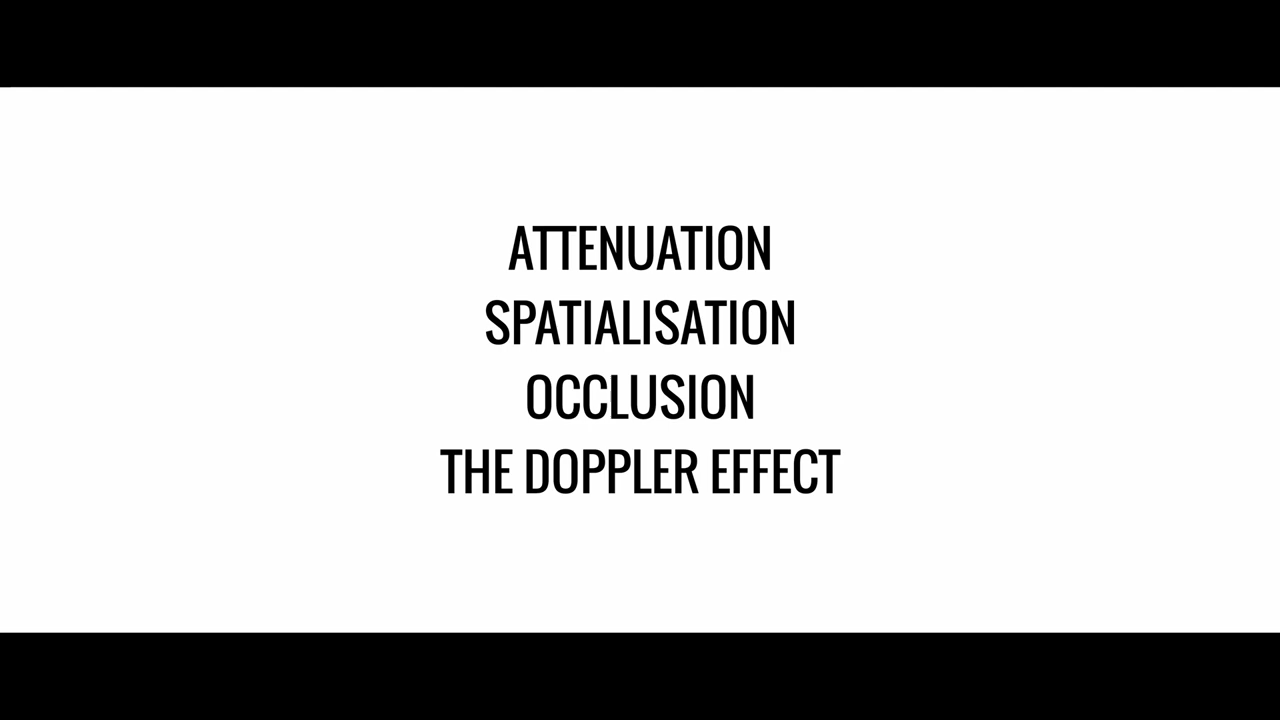 ATTENUATION
SPATIALISATION
OCCLUSION
THE DOPPLER EFFECT